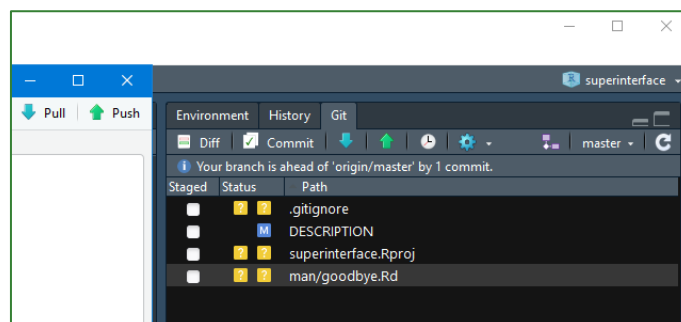 superinterface
Pull Push
Environment History Git
Diff Commit master
Your branch is ahead of 'origin/master' by 1 commit.
Staged Status Path
? ? .gitignore
M DESCRIPTION
? ? superinterface.Rproj
? ? man/goodbye.Rd